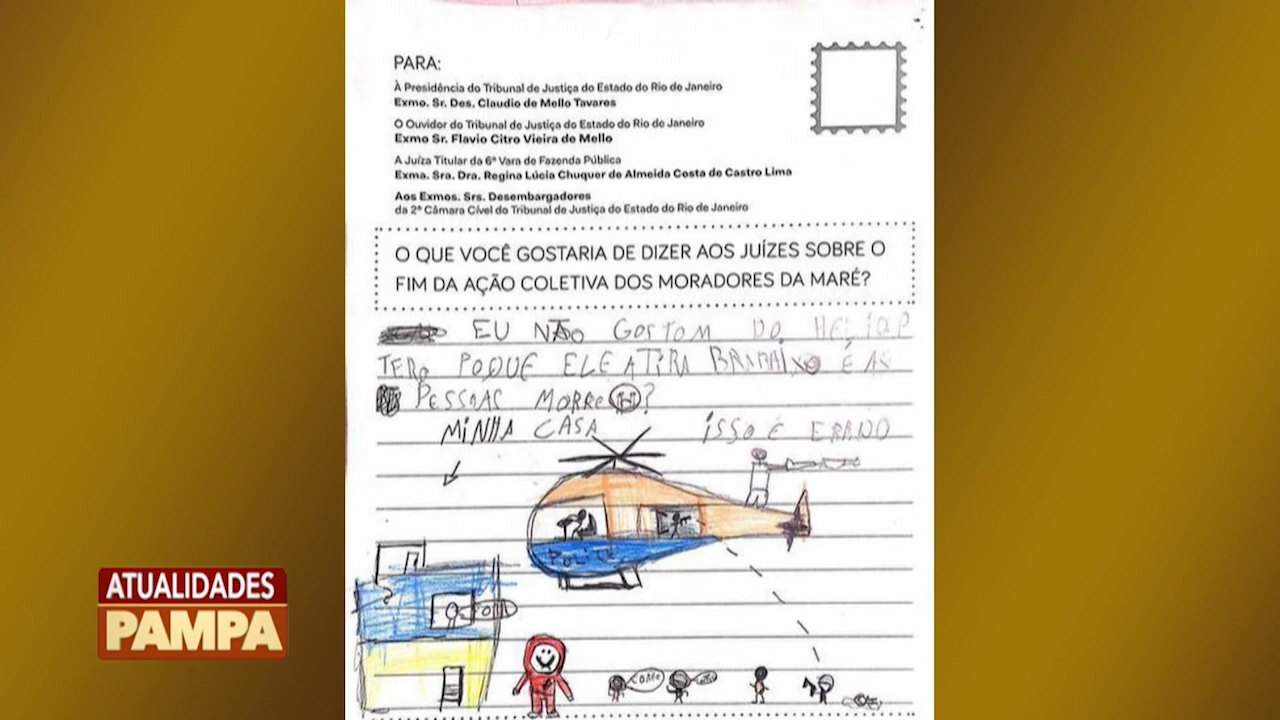 PARA:
À Presidência do Tribunal de Justiça do Estado do Rio de Janeiro
Exmo. Sr. Des. Claudio de Mello Tavares
O Ouvidor do Tribunal de Justiça do Estado do Rio de Janeiro
Exmo Sr. Flavio Citro Vieira de Mello
A Juíza Titular da 6ª Vara de Fazenda Pública
Exma. Sra. Dra. Regina Lúcia Chuquer de Almeida Costa de Castro Lima
Aos Exmos. Srs. Desembargadores
da 2ª Câmara Cível do Tribunal de Justiça do Estado do Rio de Janeiro
O QUE VOCÊ GOSTARIA DE DIZER AOS JUÍZES SOBRE O
FIM DA AÇÃO COLETIVA DOS MORADORES DA MARÉ?
EU NÃO GOSTOM DO HELIOP
TERO POQUE ELE ATIRA É AS
PESSOAS MORRE ?
MINHA CASA ISSO É ERADO
ATUALIDADES
PAMPA